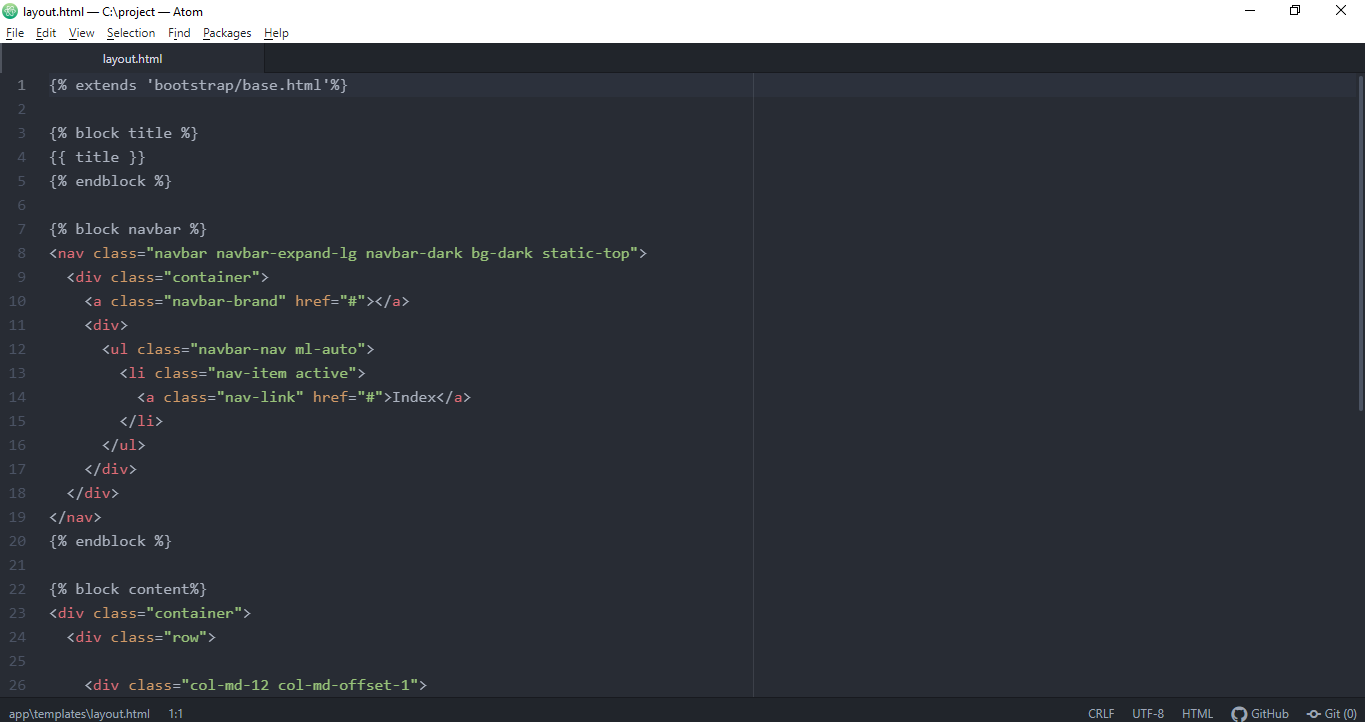 layout.html — C:\project — Atom
File Edit View Selection Find Packages Help
layout.html
1 {% extends 'bootstrap/base.html'%}
2
3 {% block title %}
4 {{ title }}
5 {% endblock %}
6
7 {% block navbar %}
8 <nav class="navbar navbar-expand-lg navbar-dark bg-dark static-top">
9   <div class="container">
10     <a class="navbar-brand" href="#"></a>
11     <div>
12       <ul class="navbar-nav ml-auto">
13         <li class="nav-item active">
14           <a class="nav-link" href="#">Index</a>
15         </li>
16       </ul>
17     </div>
18   </div>
19 </nav>
20 {% endblock %}
21
22 {% block content%}
23 <div class="container">
24   <div class="row">
25
26     <div class="col-md-12 col-md-offset-1">
app\templates\layout.html 1:1 CRLF UTF-8 HTML GitHub Git (0)